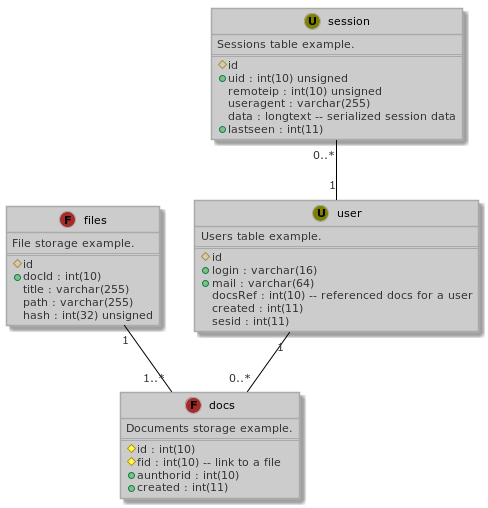 U session
Sessions table example.
id
uid : int(10) unsigned
remoteip : int(10) unsigned
useragent : varchar(255)
data : longtext -- serialized session data
lastseen : int(11)
0..*
1
F files
File storage example.
id
docId : int(10)
title : varchar(255)
path : varchar(255)
hash : int(32) unsigned
U user
Users table example.
id
login : varchar(16)
mail : varchar(64)
docsRef : int(10) -- referenced docs for a user
created : int(11)
sesid : int(11)
1
1..*
1
0..*
F docs
Documents storage example.
id : int(10)
fid : int(10) -- link to a file
aunthorid : int(10)
created : int(11)